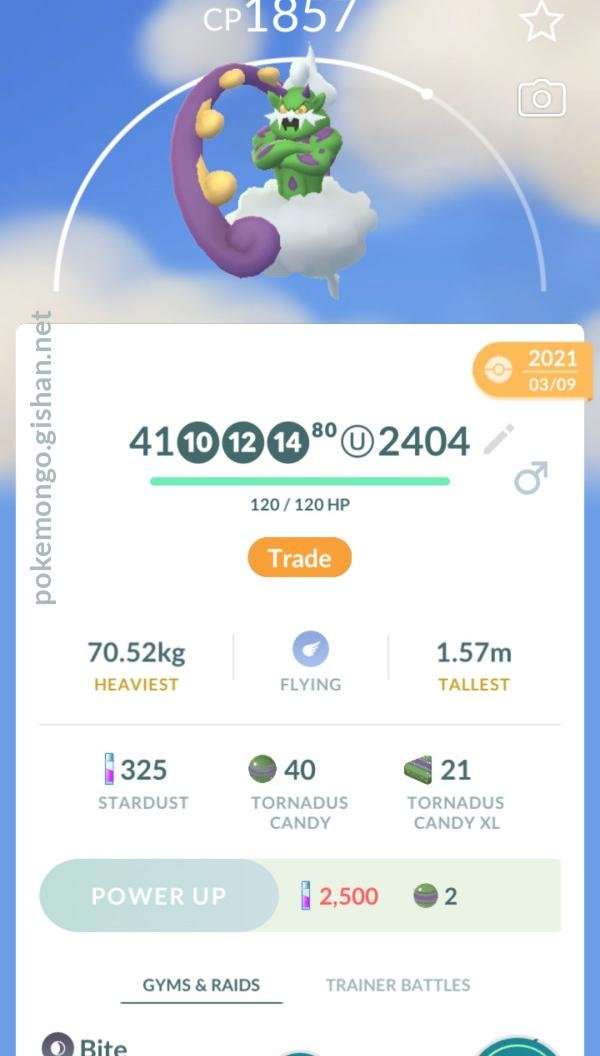 CP1857
2021
03/09
41 10 12 14 80 U 2404
120 / 120 HP
Trade
70.52kg
HEAVIEST
FLYING
1.57m
TALLEST
325
STARDUST
40
TORNADUS
CANDY
21
TORNADUS
CANDY XL
POWER UP
2,500
2
GYMS & RAIDS
TRAINER BATTLES
Bite
pokemongo.gishan.net